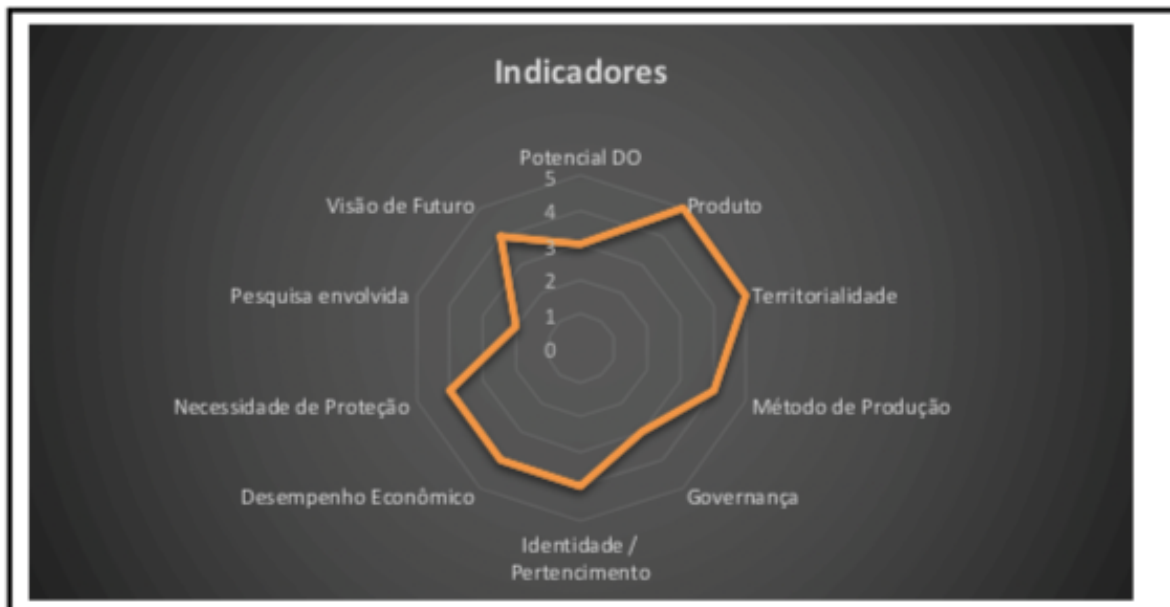 Indicadores
Potencial DO
5
Visão de Futuro
Produto
4
3
Pesquisa envolvida
Territorialidade
2
1
0
Necessidade de Proteção
Método de Produção
Desempenho Econômico
Governança
Identidade /
Pertencimento